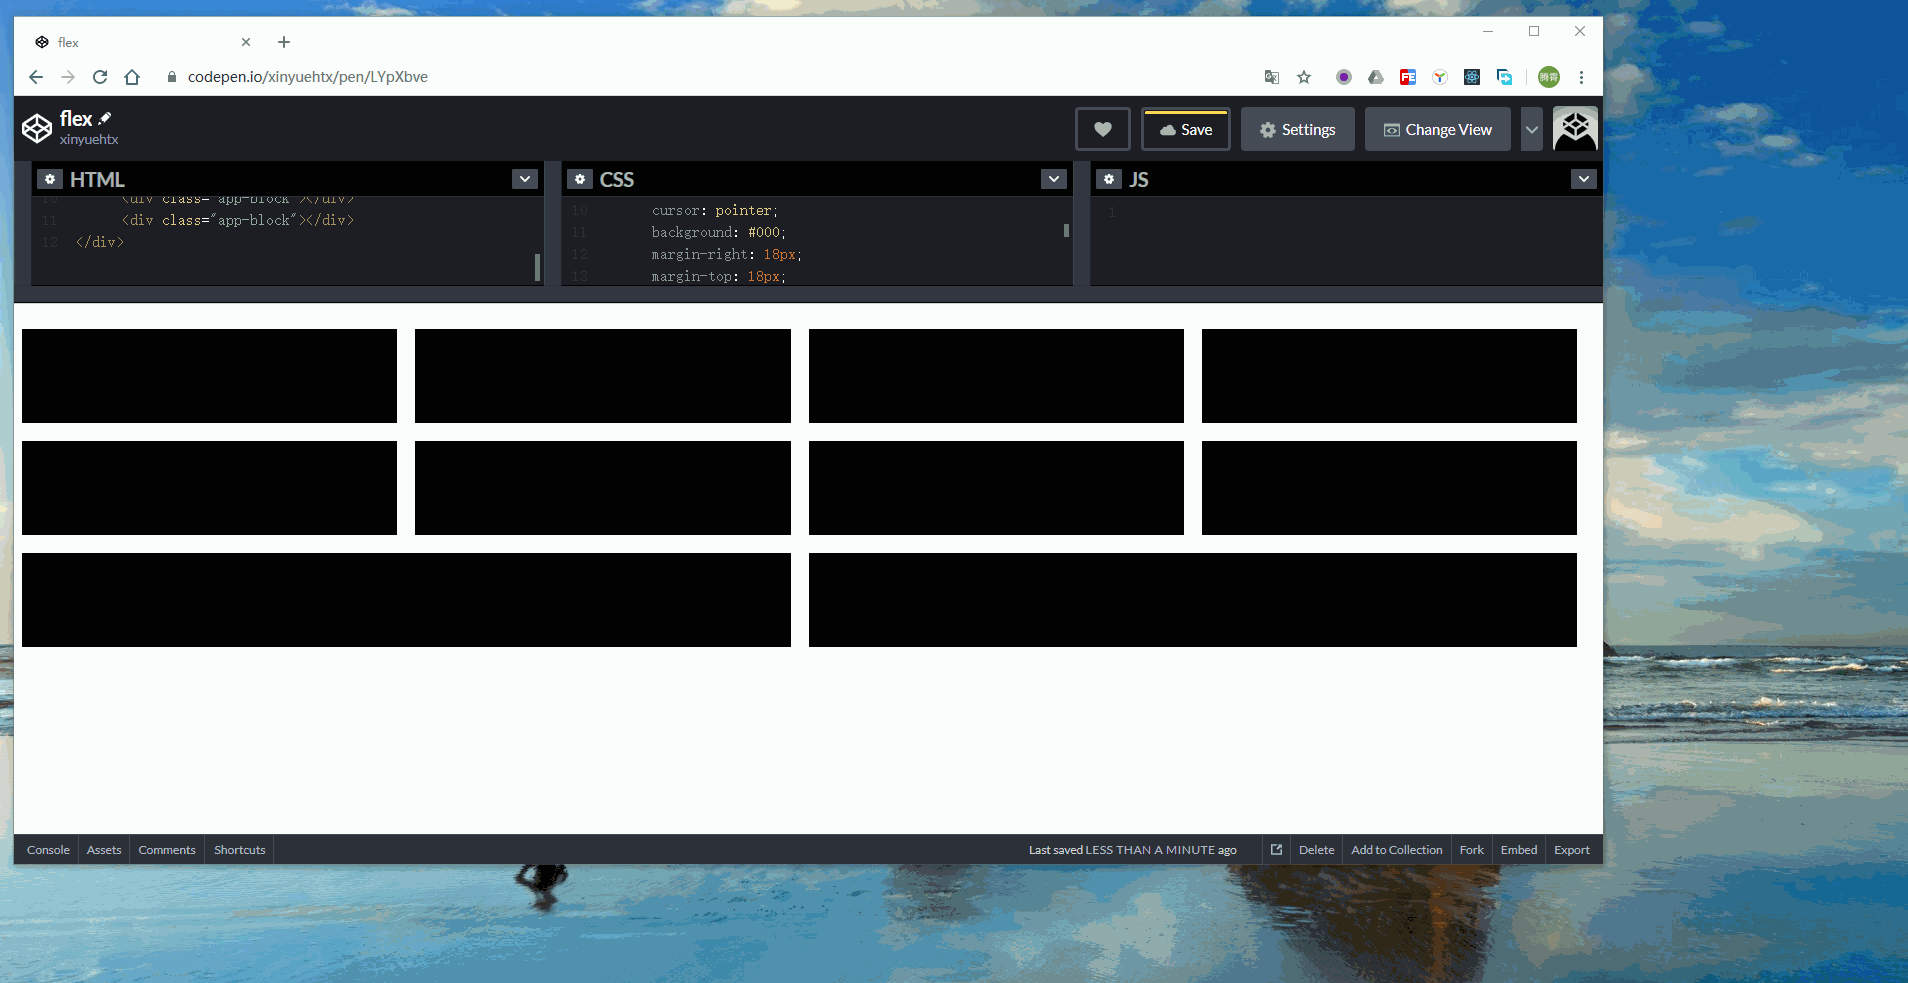 flex
codepen.io/xinyuehtx/pen/LYpXbve
flex
xinyuehtx
Save
Settings
Change View
HTML
CSS
JS
10 <div class="app-block"></div>
11 <div class="app-block"></div>
12 </div>
10 cursor: pointer;
11 background: #000;
12 margin-right: 18px;
13 margin-top: 18px;
1
Console
Assets
Comments
Shortcuts
Last saved LESS THAN A MINUTE ago
Delete
Add to Collection
Fork
Embed
Export